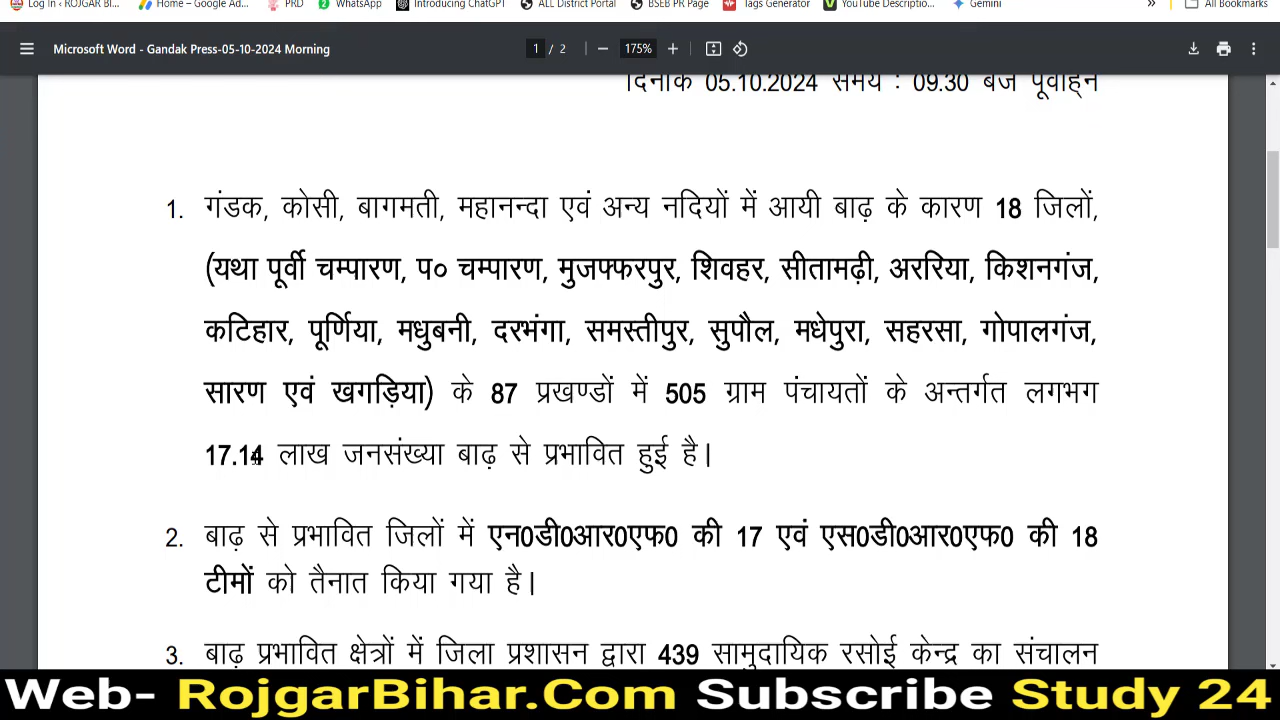 Log In ‹ ROJGAR BI... Home – Google Ad... PRD WhatsApp Introducing ChatGPT ALL District Portal BSEB PR Page Tags Generator YouTube Descriptio... Gemini » All Bookmarks
Microsoft Word - Gandak Press-05-10-2024 Morning 1 / 2 − 175% +
दिनांक 05.10.2024 समय : 09.30 बजे पूर्वाह्न
1. गंडक, कोसी, बागमती, महानन्दा एवं अन्य नदियों में आयी बाढ़ के कारण 18 जिलों,
(यथा पूर्वी चम्पारण, प० चम्पारण, मुजफ्फरपुर, शिवहर, सीतामढ़ी, अररिया, किशनगंज,
कटिहार, पूर्णिया, मधुबनी, दरभंगा, समस्तीपुर, सुपौल, मधेपुरा, सहरसा, गोपालगंज,
सारण एवं खगड़िया) के 87 प्रखण्डों में 505 ग्राम पंचायतों के अन्तर्गत लगभग
17.14 लाख जनसंख्या बाढ़ से प्रभावित हुई है।
2. बाढ़ से प्रभावित जिलों में एन0डी0आर0एफ0 की 17 एवं एस0डी0आर0एफ0 की 18
टीमों को तैनात किया गया है।
3. बाढ़ प्रभावित क्षेत्रों में जिला प्रशासन द्वारा 439 सामुदायिक रसोई केन्द्र का संचालन
Web- RojgarBihar.Com Subscribe Study 24